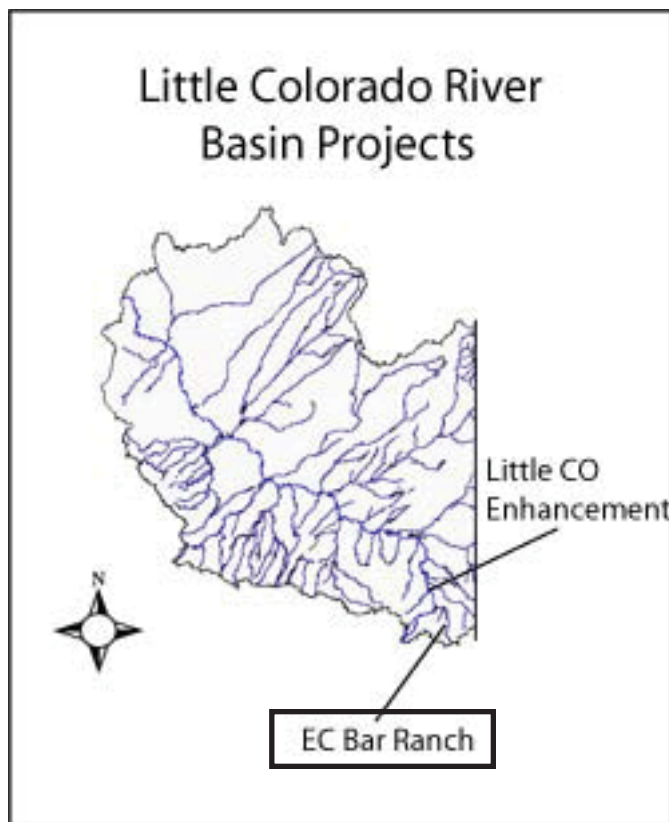 Little Colorado River
Basin Projects
Little CO
Enhancement
N
EC Bar Ranch